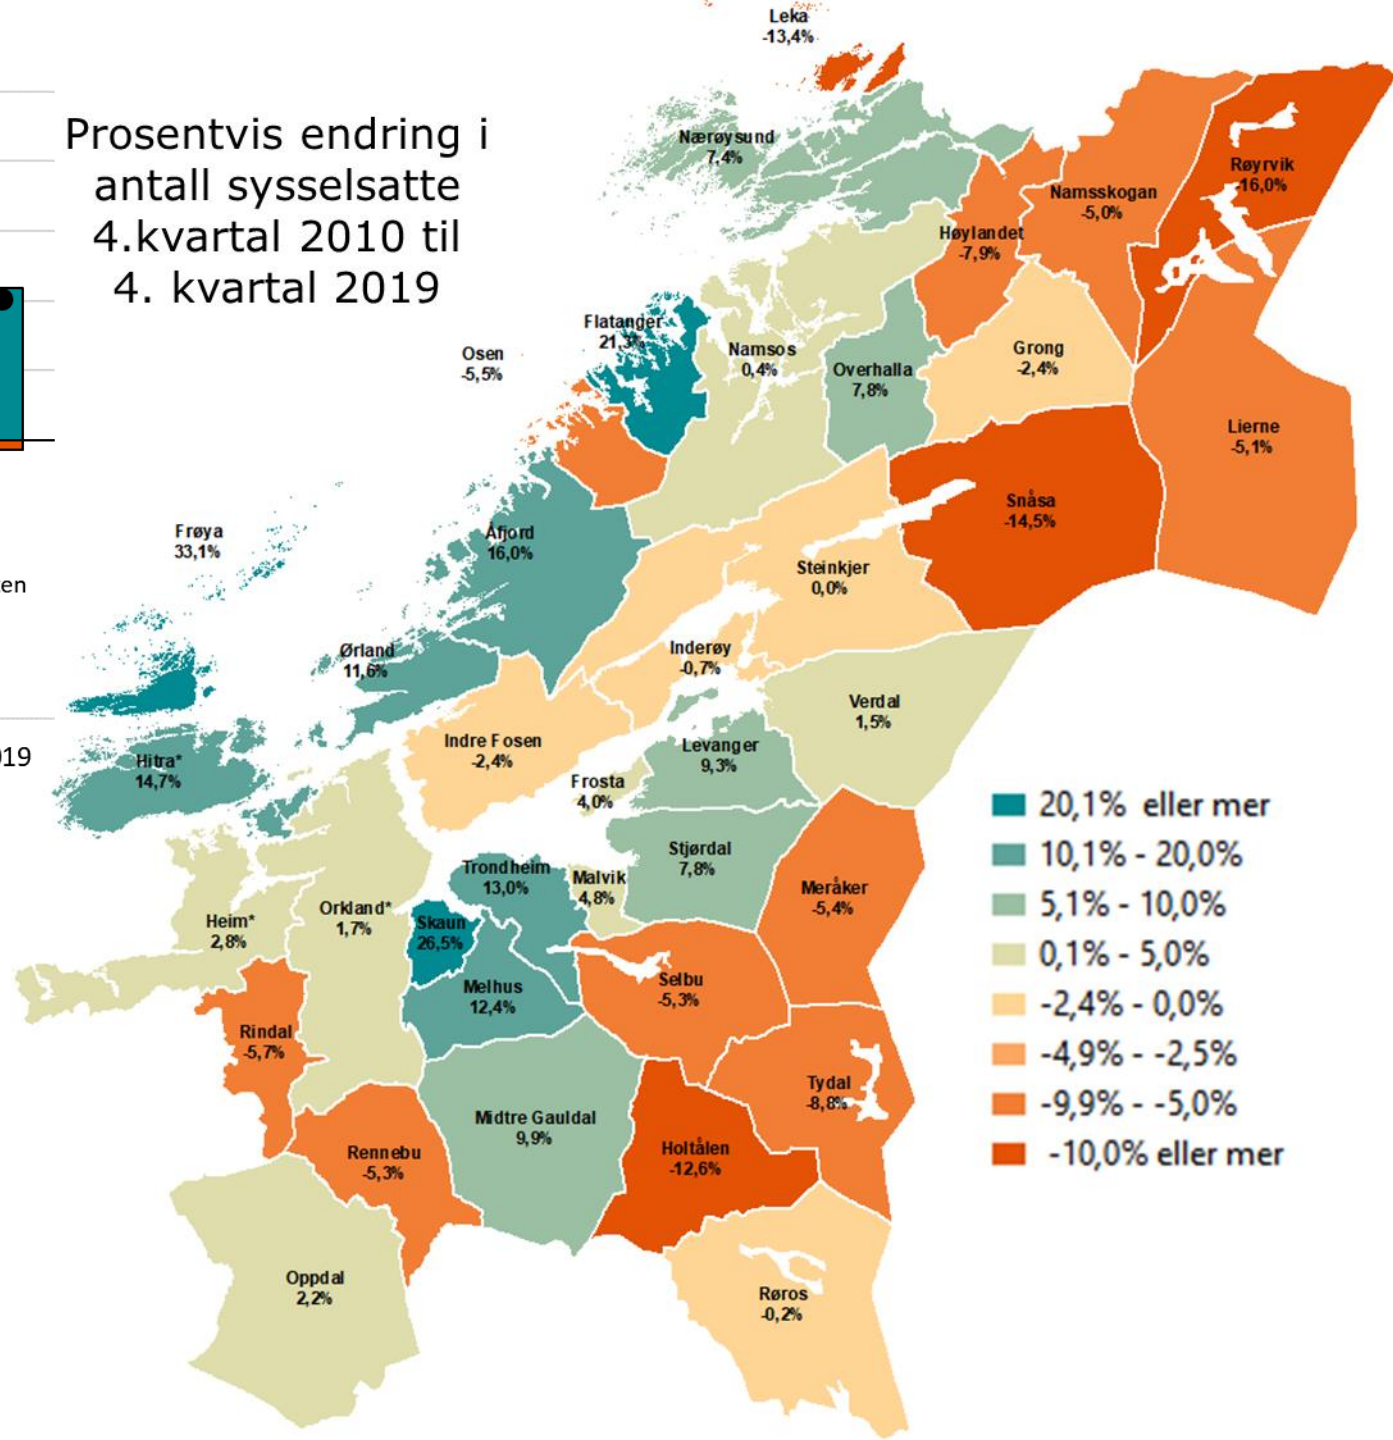 Leka
-13,4%
Prosentvis endring i
antall sysselsatte
4.kvartal 2010 til
4. kvartal 2019
Nærøysund
7,4%
Røyrvik
-16,0%
Namsskogan
-5,0%
Høylandet
-7,9%
Flatanger
21,3%
Osen
-5,5%
Namsos
0,4%
Overhalla
7,8%
Grong
-2,4%
Lierne
-5,1%
Snåsa
-14,5%
Frøya
33,1%
Åfjord
16,0%
Steinkjer
0,0%
en
Ørland
11,6%
Inderøy
-0,7%
Verdal
1,5%
Indre Fosen
-2,4%
Levanger
9,3%
019
Hitra*
14,7%
Frosta
4,0%
20,1% eller mer
10,1% - 20,0%
5,1% - 10,0%
0,1% - 5,0%
-2,4% - 0,0%
-4,9% - -2,5%
-9,9% - -5,0%
-10,0% eller mer
Stjørdal
7,8%
Trondheim
13,0%
Malvik
4,8%
Meråker
-5,4%
Heim*
2,8%
Orkland*
1,7%
Skaun
26,5%
Melhus
12,4%
Selbu
-5,3%
Rindal
-5,7%
Tydal
-8,8%
Midtre Gauldal
9,9%
Rennebu
-5,3%
Holtålen
-12,6%
Oppdal
2,2%
Røros
-0,2%